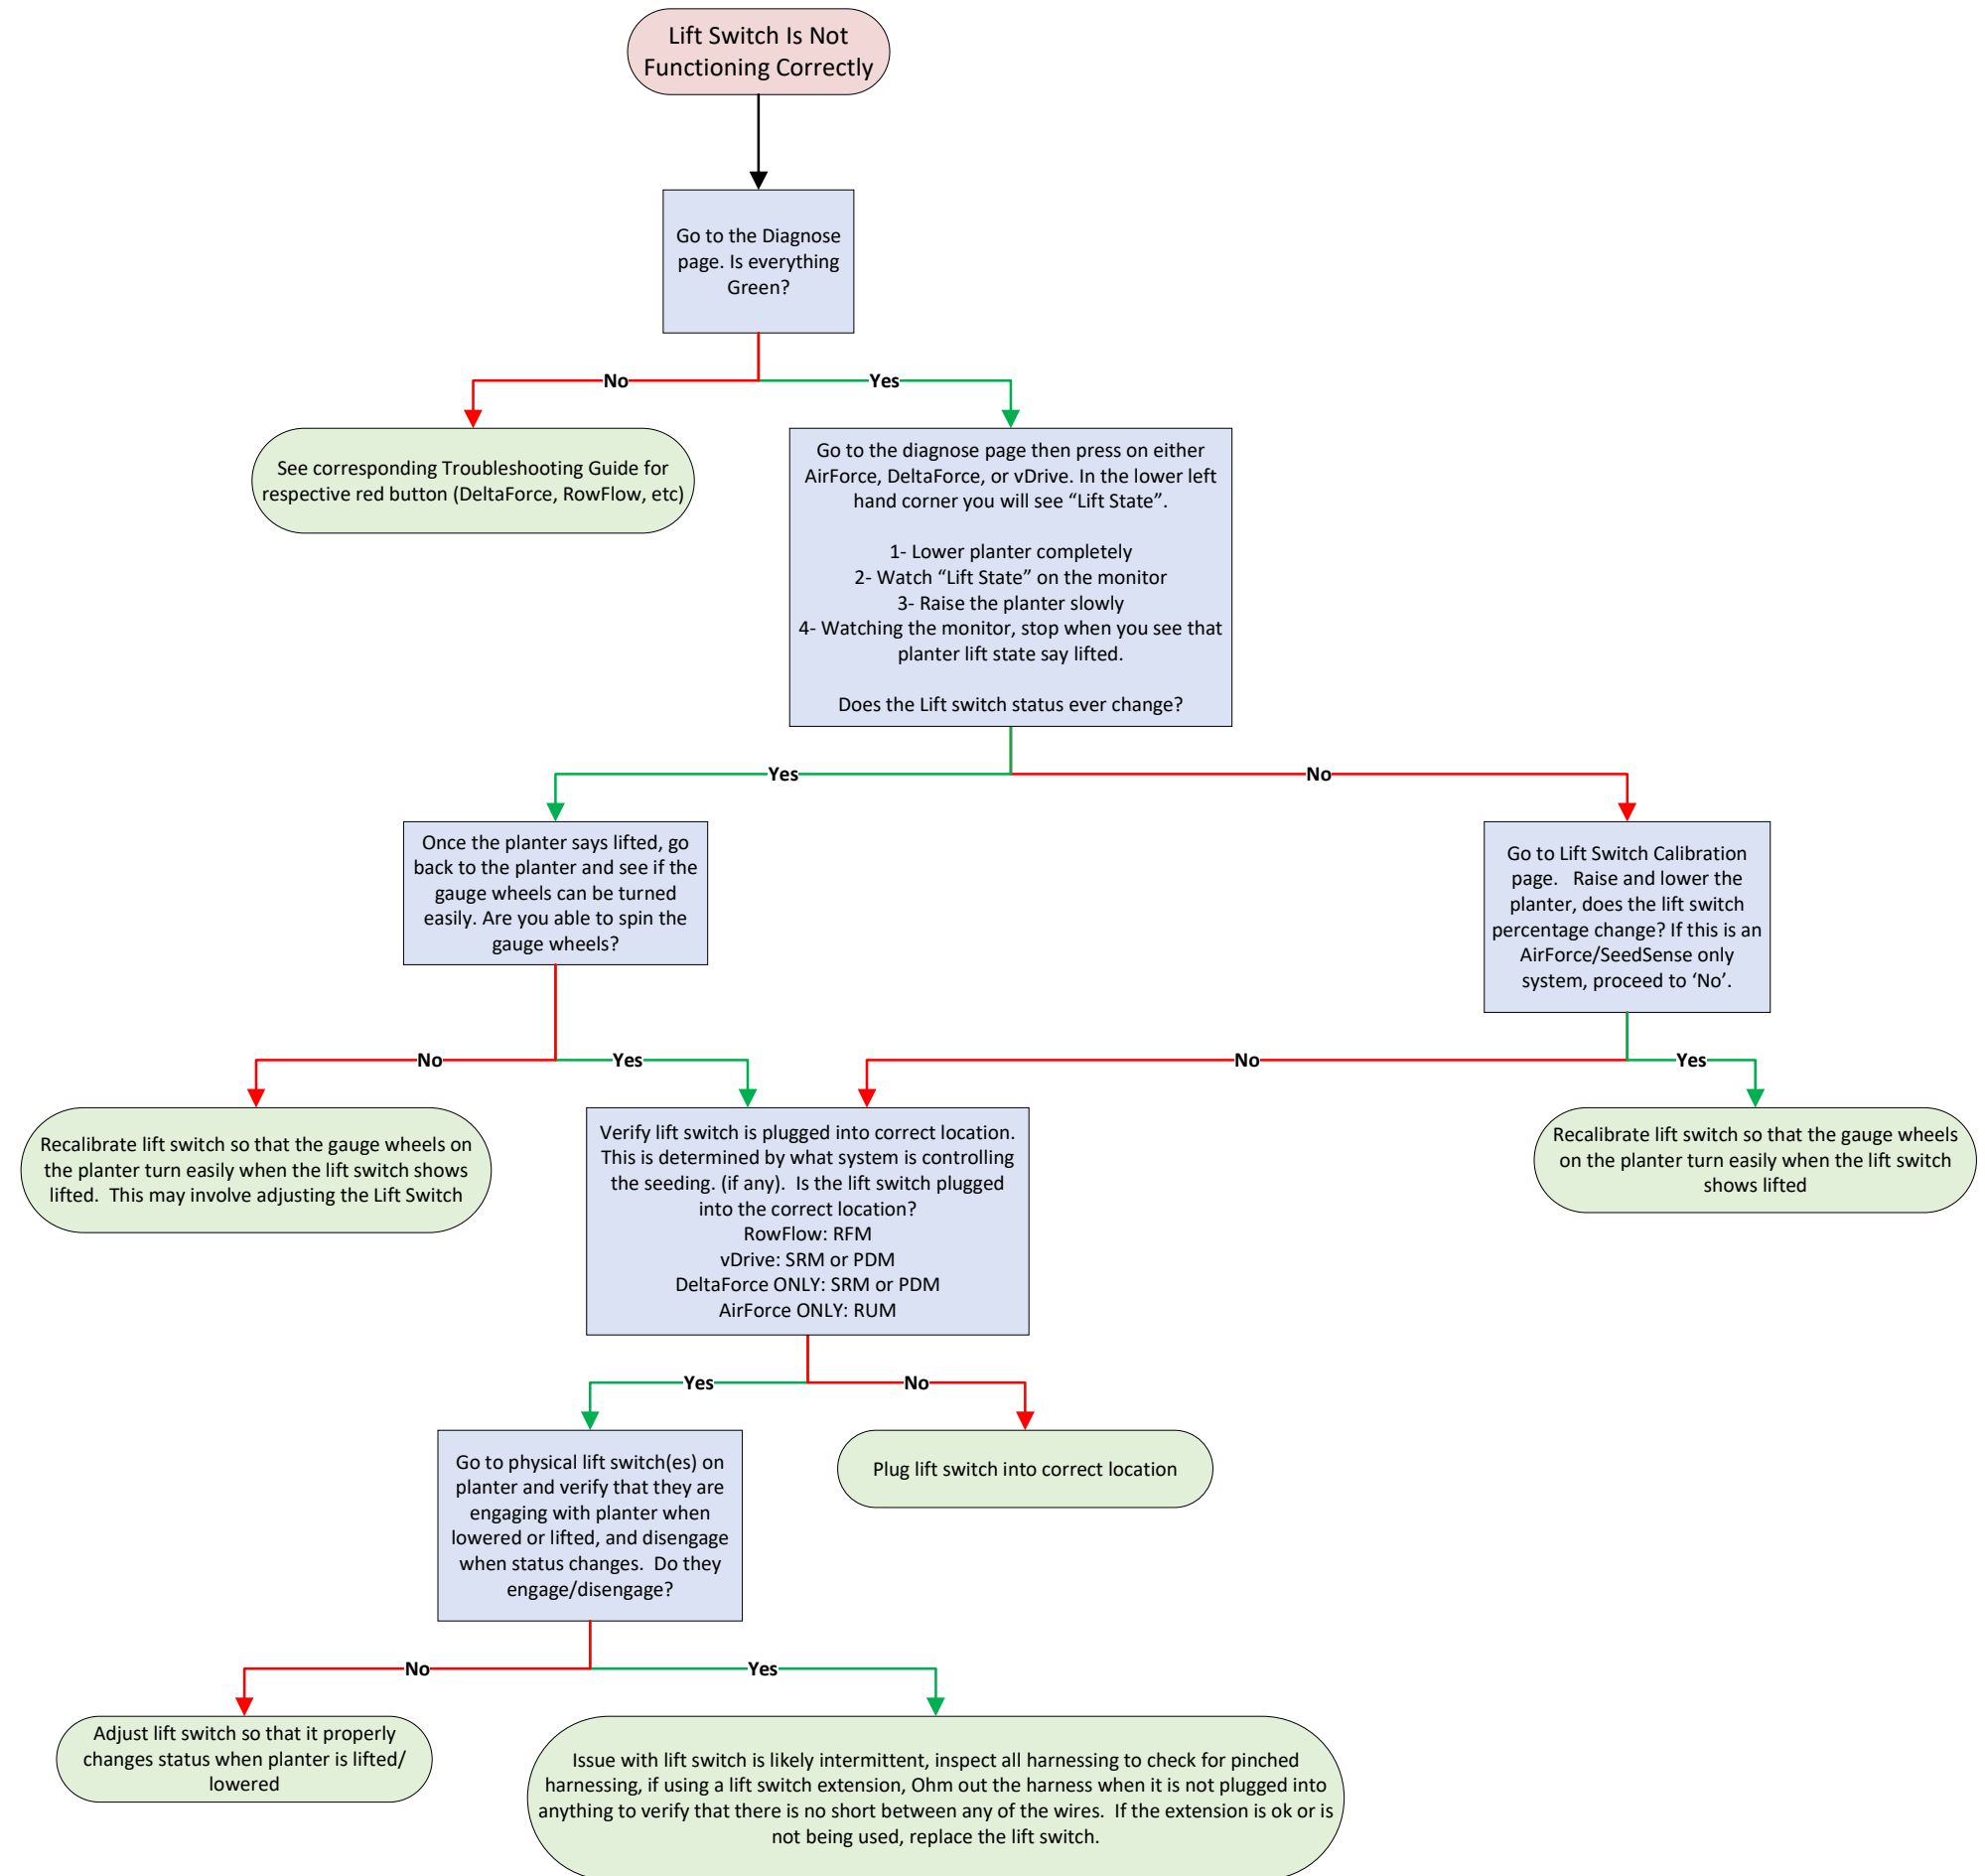 Lift Switch Is Not
Functioning Correctly
Go to the Diagnose
page. Is everything
Green?
No
Yes
See corresponding Troubleshooting Guide for
respective red button (DeltaForce, RowFlow, etc)
Go to the diagnose page then press on either
AirForce, DeltaForce, or vDrive. In the lower left
hand corner you will see “Lift State”.
1- Lower planter completely
2- Watch “Lift State” on the monitor
3- Raise the planter slowly
4- Watching the monitor, stop when you see that
planter lift state say lifted.
Does the Lift switch status ever change?
Yes
No
Once the planter says lifted, go
back to the planter and see if the
gauge wheels can be turned
easily. Are you able to spin the
gauge wheels?
Go to Lift Switch Calibration
page.   Raise and lower the
planter, does the lift switch
percentage change? If this is an
AirForce/SeedSense only
system, proceed to ‘No’.
No
Yes
No
Yes
Recalibrate lift switch so that the gauge wheels on
the planter turn easily when the lift switch shows
lifted.  This may involve adjusting the Lift Switch
Verify lift switch is plugged into correct location.
This is determined by what system is controlling
the seeding. (if any).  Is the lift switch plugged
into the correct location?
RowFlow: RFM
vDrive: SRM or PDM
DeltaForce ONLY: SRM or PDM
AirForce ONLY: RUM
Recalibrate lift switch so that the gauge wheels
on the planter turn easily when the lift switch
shows lifted
Yes
No
Go to physical lift switch(es) on
planter and verify that they are
engaging with planter when
lowered or lifted, and disengage
when status changes.  Do they
engage/disengage?
Plug lift switch into correct location
No
Yes
Adjust lift switch so that it properly
changes status when planter is lifted/
lowered
Issue with lift switch is likely intermittent, inspect all harnessing to check for pinched
harnessing, if using a lift switch extension, Ohm out the harness when it is not plugged into
anything to verify that there is no short between any of the wires.  If the extension is ok or is
not being used, replace the lift switch.